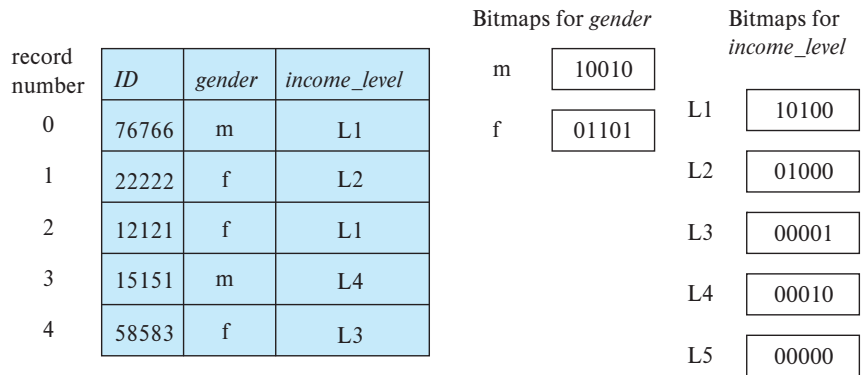 record
number
ID gender income_level
0 76766 m L1
1 22222 f L2
2 12121 f L1
3 15151 m L4
4 58583 f L3
Bitmaps for gender
m 10010
f 01101
Bitmaps for
income_level
L1 10100
L2 01000
L3 00001
L4 00010
L5 00000